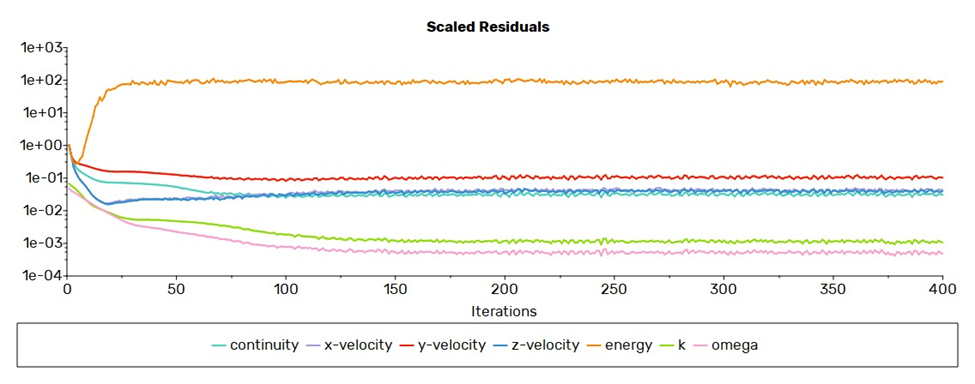 Scaled Residuals
1e+03
1e+02
1e+01
1e+00
1e-01
1e-02
1e-03
1e-04
0 50 100 150 200 250 300 350 400
Iterations
continuity x-velocity y-velocity z-velocity energy k omega